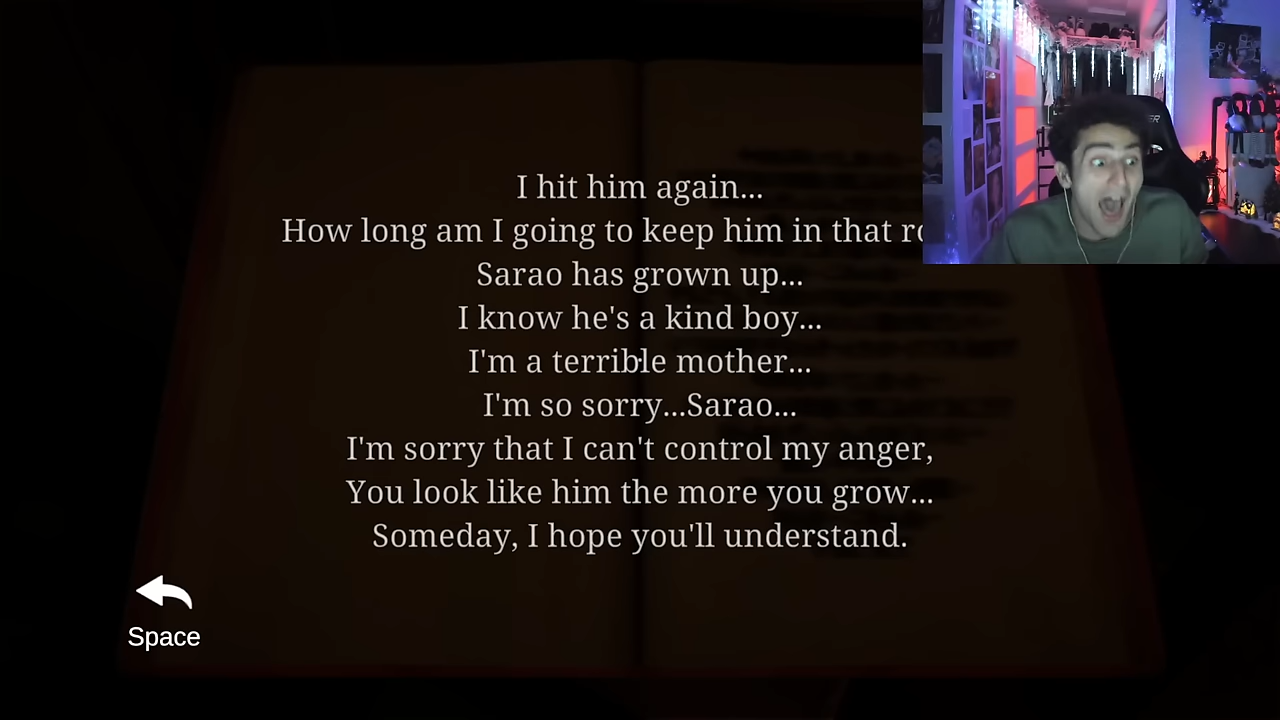 I hit him again...
How long am I going to keep him in that
Sarao has grown up...
I know he's a kind boy...
I'm a terrible mother...
I'm so sorry...Sarao...
I'm sorry that I can't control my anger,
You look like him the more you grow...
Someday, I hope you'll understand.
Space